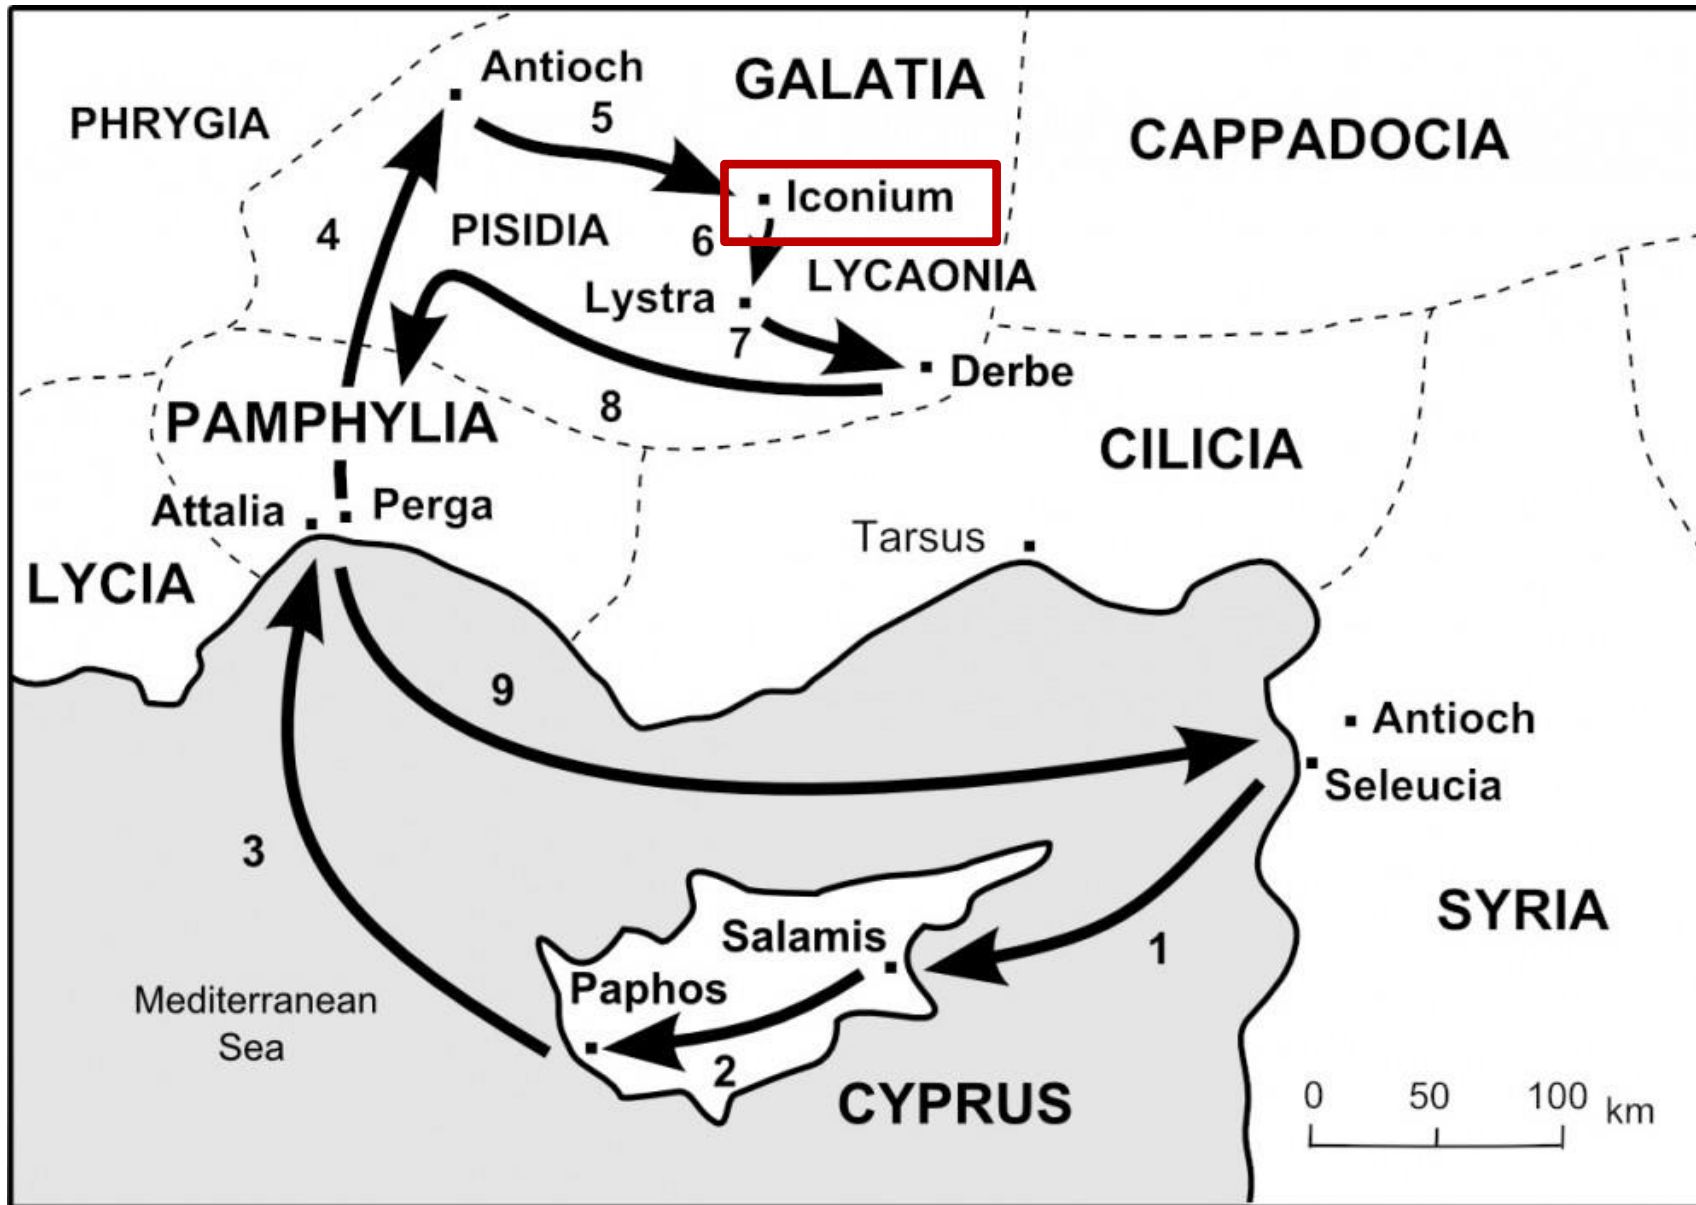 Antioch
GALATIA
PHRYGIA
5
CAPPADOCIA
Iconium
4
PISIDIA
6
LYCAONIA
Lystra
7
Derbe
8
PAMPHYLIA
CILICIA
Attalia
Perga
Tarsus
LYCIA
9
Antioch
Seleucia
3
SYRIA
Salamis
1
Paphos
Mediterranean
Sea
2
CYPRUS
0 50 100 km